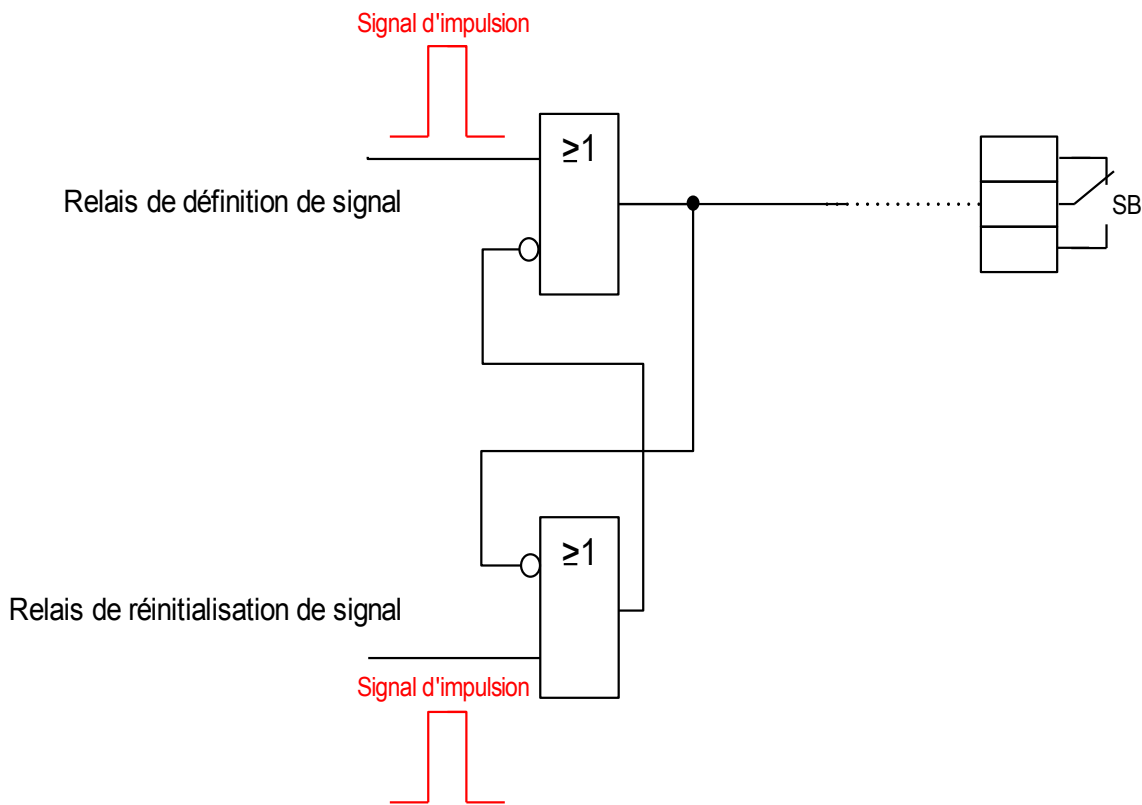 Signal d'impulsion
≥1
Relais de définition de signal
SB
≥1
Relais de réinitialisation de signal
Signal d'impulsion